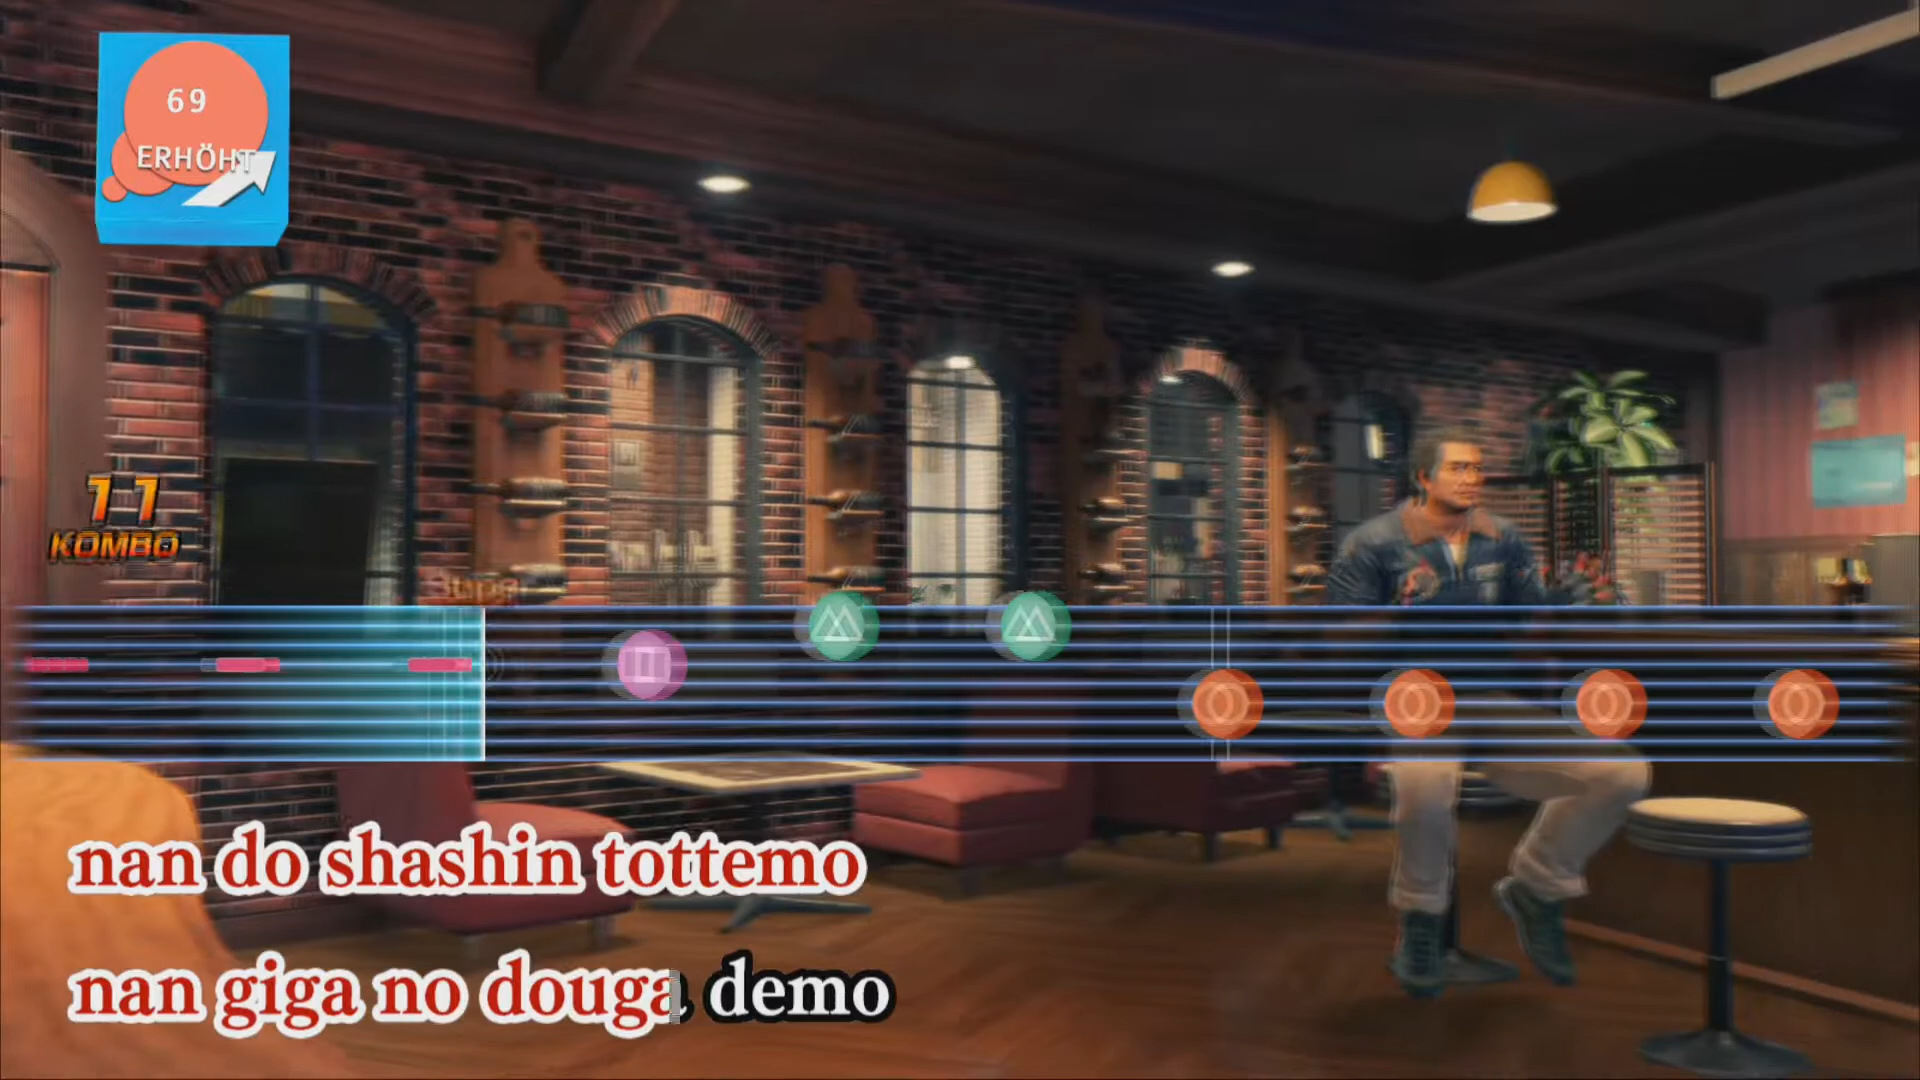 69
ERHÖHT
11
KOMBO
nan do shashin tottemo
nan giga no douga demo